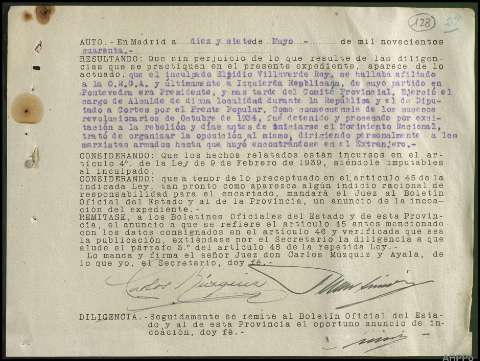 128
AUTO.-En Madrid a diez y siete de Mayo - de mil novecientos
cuarenta.-
RESULTANDO: Que sin perjuicio de lo que resulte de las diligen-
cias que se practiquen en el presente expediente, aparece de lo
actuado, que el inculpado Elpidio Villaverde Rey, se hallaba afiliado
a la O.R.G.A, y últimamente a Izquierda Republicana, de cuyo partido en
Pontevedra era Presidente, y mas tarde del Comité Provincial, Ejerció el
cargo de Alcalde de dicha localidad durante la República y el de Diputa-
do a Cortes por el Frente Popular. Como consecuencia de los sucesos
revolucionarios de Octubre de 1934, fue detenido y procesado por exci-
tación a la rebelión y días antes de iniciarse el Movimiento Nacional,
trató de organizar la oposición al mismo, dirigiendo personalmente a los
marxistas armados hasta que huyó encontrándose en el Extranjero.-
CONSIDERANDO: Que los hechos relatados están incursos en el ar-
tículo 4º. de la Ley de 9 de Febrero de 1939, siéndole imputables
al inculpado.
CONSIDERANDO: que a tenor de lo preceptuado en el artículo 45 de la
indicada Ley, tan pronto como aparezca algún indicio racional de
responsabilidad para el encartado, mandará el Juez al Boletín
Oficial del Estado y al de la Provincia, un anuncio de la incoa-
ción del expediente.
REMITASE, a los Boletines Oficiales del Estado y de esta Provin-
cia, el anuncio a que se refiere el artículo 45 antes mencionado
con los datos consignados en el artículo 46 y verificada que sea
la publicación, extiéndase por el Secretario la diligencia a que
alude el párrafo 2º. del artículo 48 de la repetida Ley.-
Lo manda y firma el señor Juez don Carlos Múzquiz y Ayala, de
lo que yo, el Secretario, doy fe.-
Carlos Múzquiz
DILIGENCIA.-Seguidamente se remite al Boletín Oficial del Esta-
do y al de esta Provincia el oportuno anuncio de in-
coación, doy fe.-
AHPPo